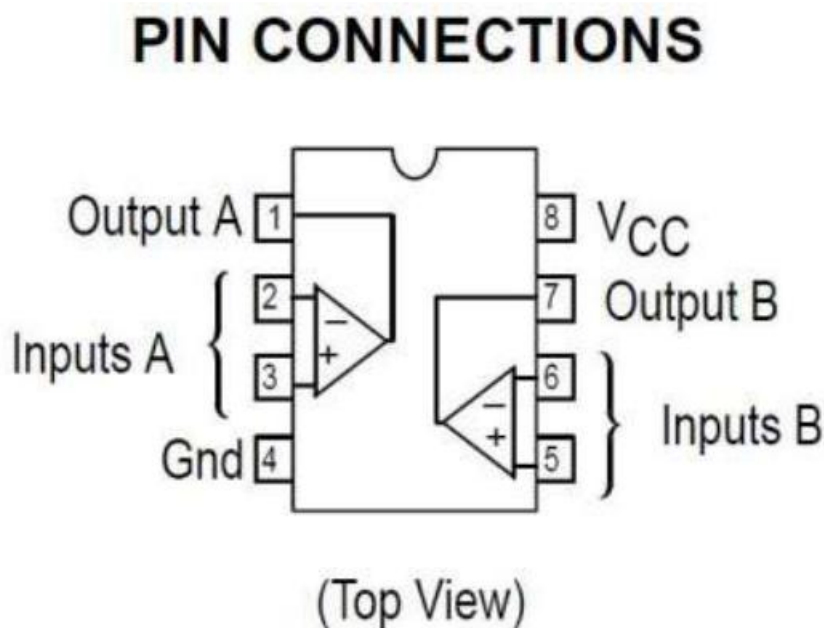 PIN CONNECTIONS
Output A 1
8 VCC
2
7 Output B
Inputs A
−
+
3
6
−
+
Inputs B
Gnd 4
5
(Top View)